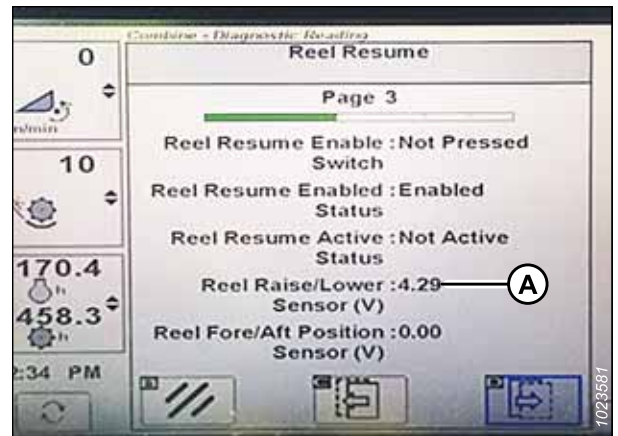 Combine - Diagnostic Reading
Reel Resume
Page 3
Reel Resume Enable :Not Pressed
Switch
Reel Resume Enabled :Enabled
Status
Reel Resume Active :Not Active
Status
Reel Raise/Lower :4.29
Sensor (V)
Reel Fore/Aft Position :0.00
Sensor (V)
0
10
170.4
h
458.3
h
2:34 PM
A
1023581